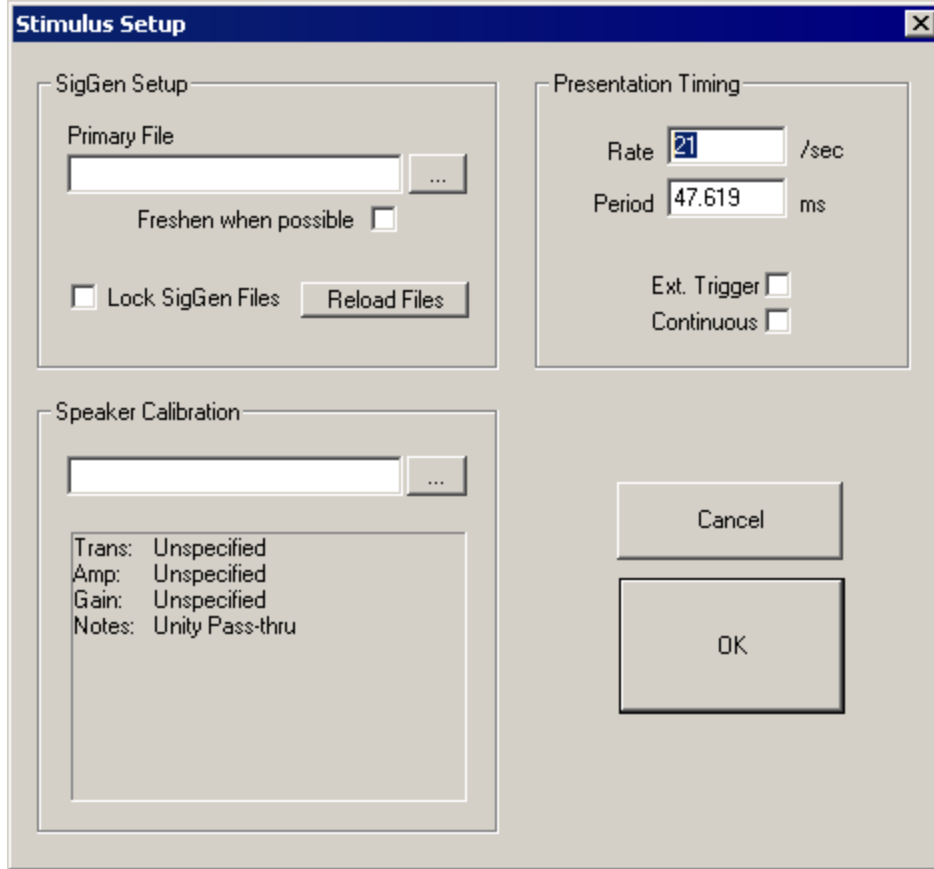 Stimulus Setup
SigGen Setup
Primary File
...
Freshen when possible
Lock SigGen Files Reload Files
Presentation Timing
Rate 21 /sec
Period 47.619 ms
Ext. Trigger
Continuous
Speaker Calibration
...
Trans: Unspecified
Amp: Unspecified
Gain: Unspecified
Notes: Unity Pass-thru
Cancel
OK